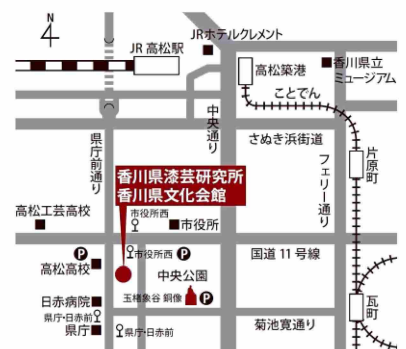 N
JRホテルクレメント
JR 高松駅
高松築港
香川県立
ミュージアム
ことでん
中央通り
さぬき浜街道
県庁前通り
フェリー通り
片原町
香川県漆芸研究所
香川県文化会館
市役所西
高松工芸高校
市役所
市役所西
P
P
国道 11 号線
高松高校
中央公園
日赤病院
玉楮象谷 銅像
P
瓦町
県庁・日赤前
県庁
県庁・日赤前
菊池寛通り